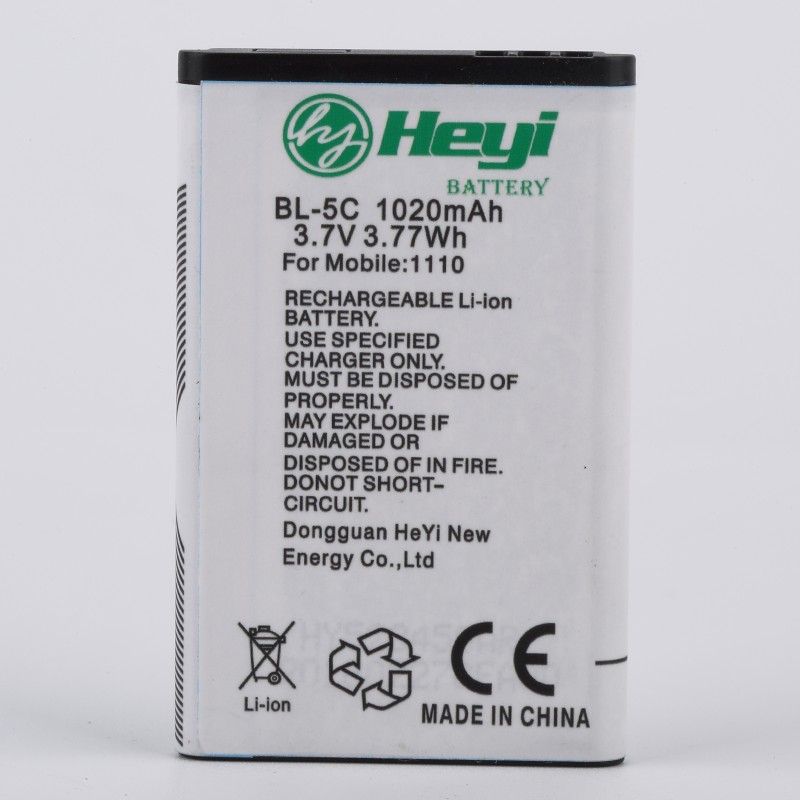 hy Heyi
BATTERY
BL-5C 1020mAh
3.7V 3.77Wh
For Mobile:1110
RECHARGEABLE Li-ion
BATTERY.
USE SPECIFIED
CHARGER ONLY.
MUST BE DISPOSED OF
PROPERLY.
MAY EXPLODE IF
DAMAGED OR
DISPOSED OF IN FIRE.
DONOT SHORT-
CIRCUIT.
Dongguan HeYi New
Energy Co.,Ltd
CE
Li-ion
MADE IN CHINA